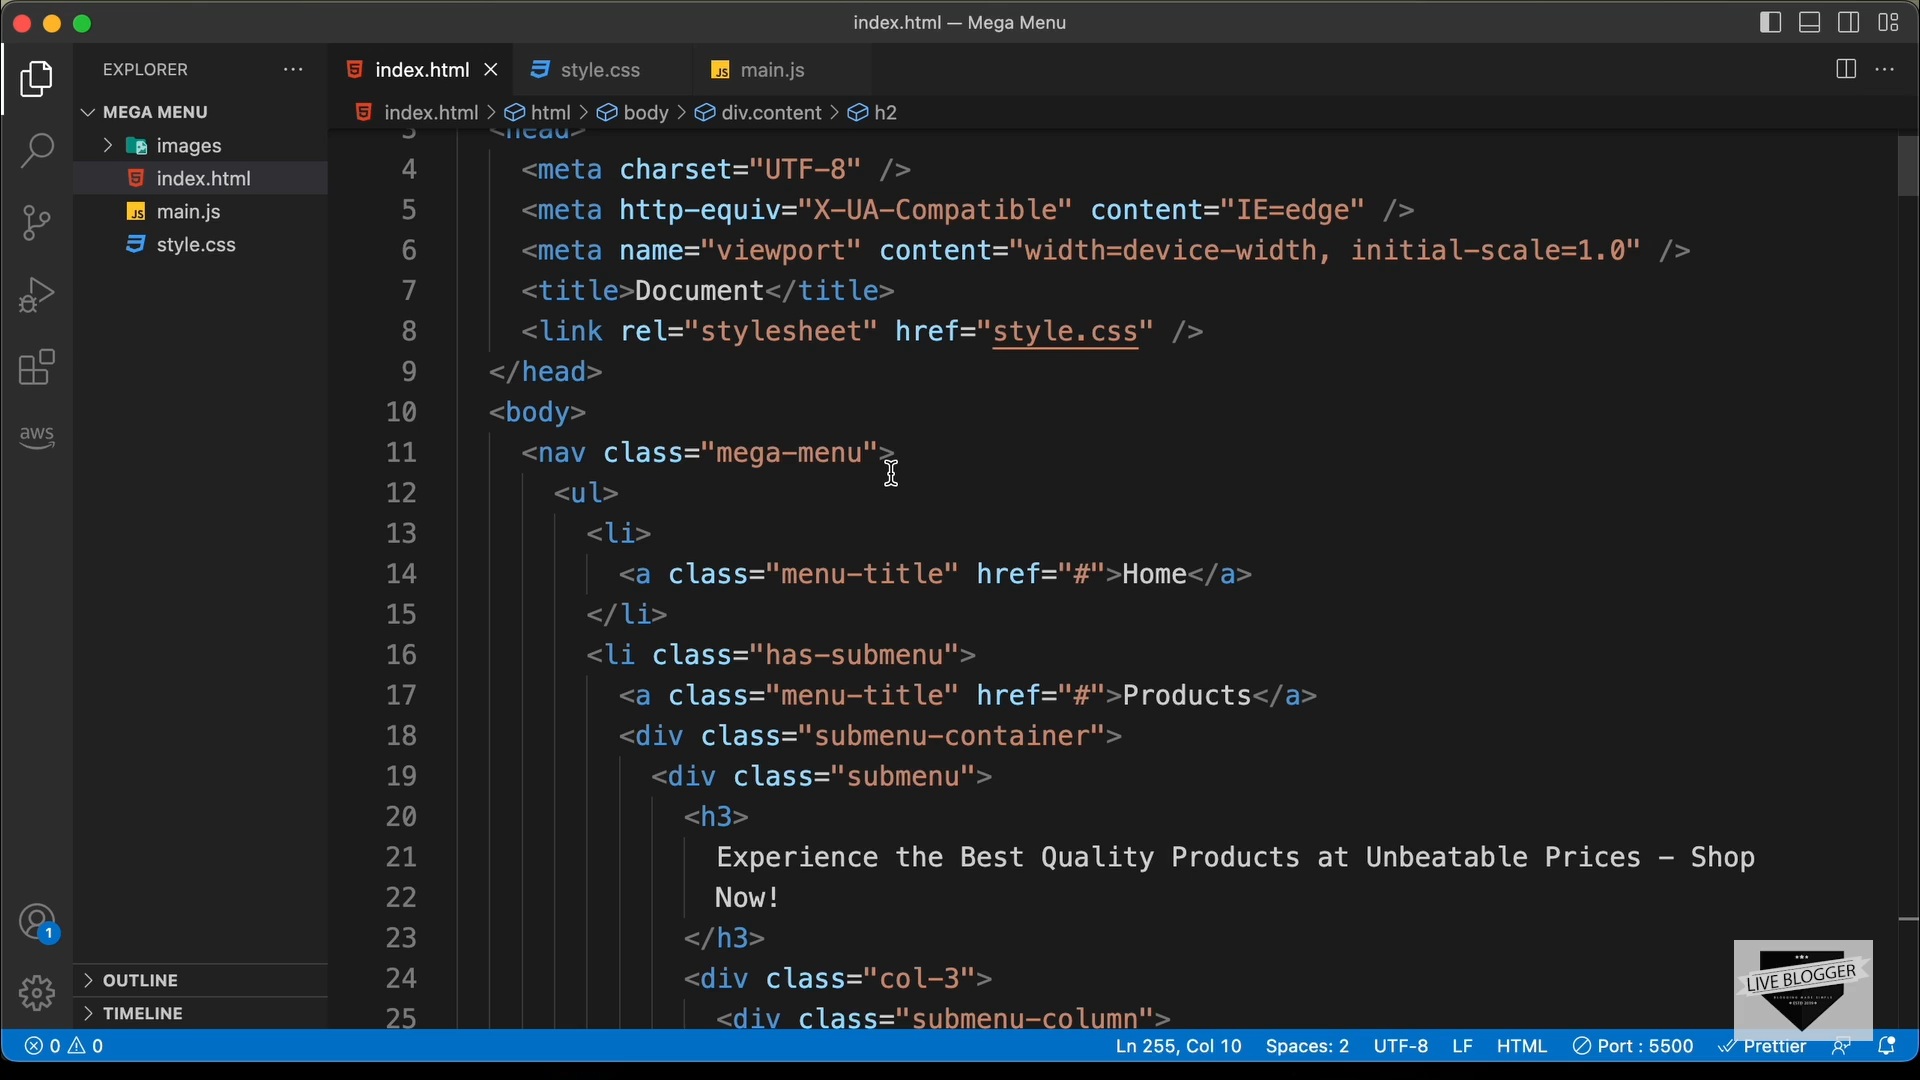 index.html — Mega Menu
EXPLORER
index.html
style.css
JS main.js
index.html > html > body > div.content > h2
MEGA MENU
images
index.html
JS main.js
style.css
aws
1
OUTLINE
TIMELINE
3 <head>
4 <meta charset="UTF-8" />
5 <meta http-equiv="X-UA-Compatible" content="IE=edge" />
6 <meta name="viewport" content="width=device-width, initial-scale=1.0" />
7 <title>Document</title>
8 <link rel="stylesheet" href="style.css" />
9 </head>
10 <body>
11 <nav class="mega-menu">
12 <ul>
13 <li>
14 <a class="menu-title" href="#">Home</a>
15 </li>
16 <li class="has-submenu">
17 <a class="menu-title" href="#">Products</a>
18 <div class="submenu-container">
19 <div class="submenu">
20 <h3>
21 Experience the Best Quality Products at Unbeatable Prices – Shop
22 Now!
23 </h3>
24 <div class="col-3">
25 <div class="submenu-column">
LIVE BLOGGER
0 0
Ln 255, Col 10 Spaces: 2 UTF-8 LF HTML Port : 5500 Prettier